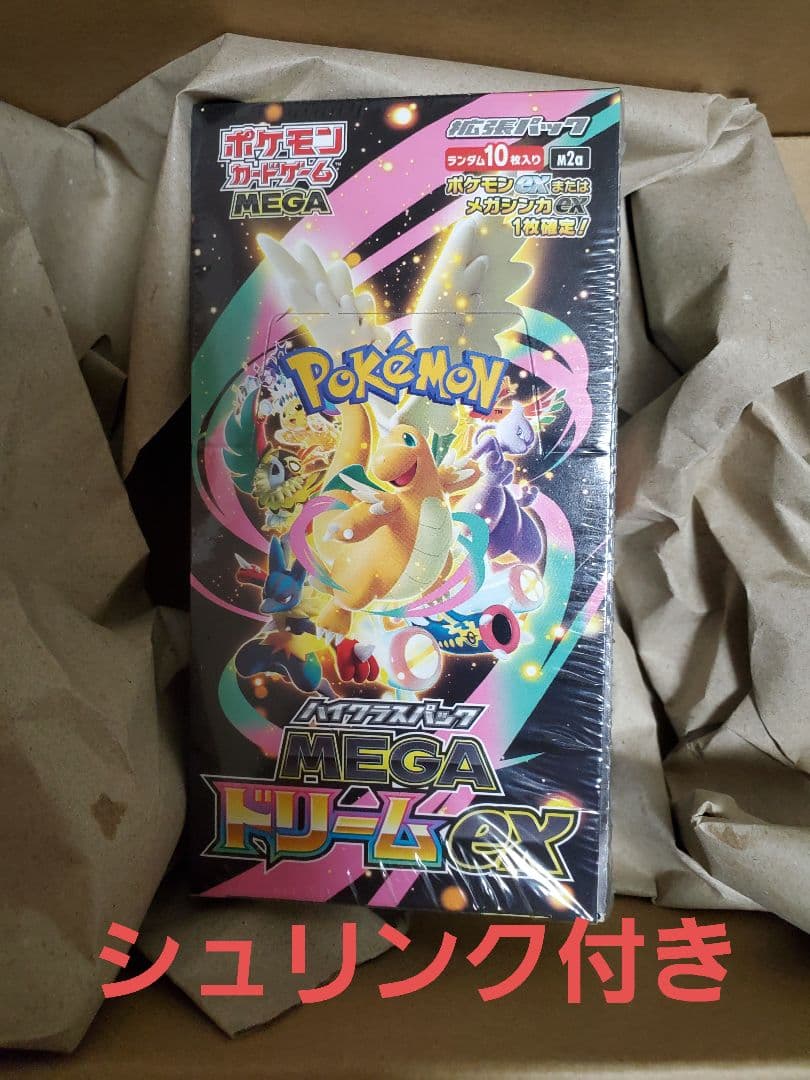 ポケモン
カードゲーム
MEGA
拡張パック
ランダム10枚入り M2a
ポケモンexまたは
メガシンカex
1枚確定!
POKéMON
ハイクラスパック
MEGA
ドリームex
シュリンク付き